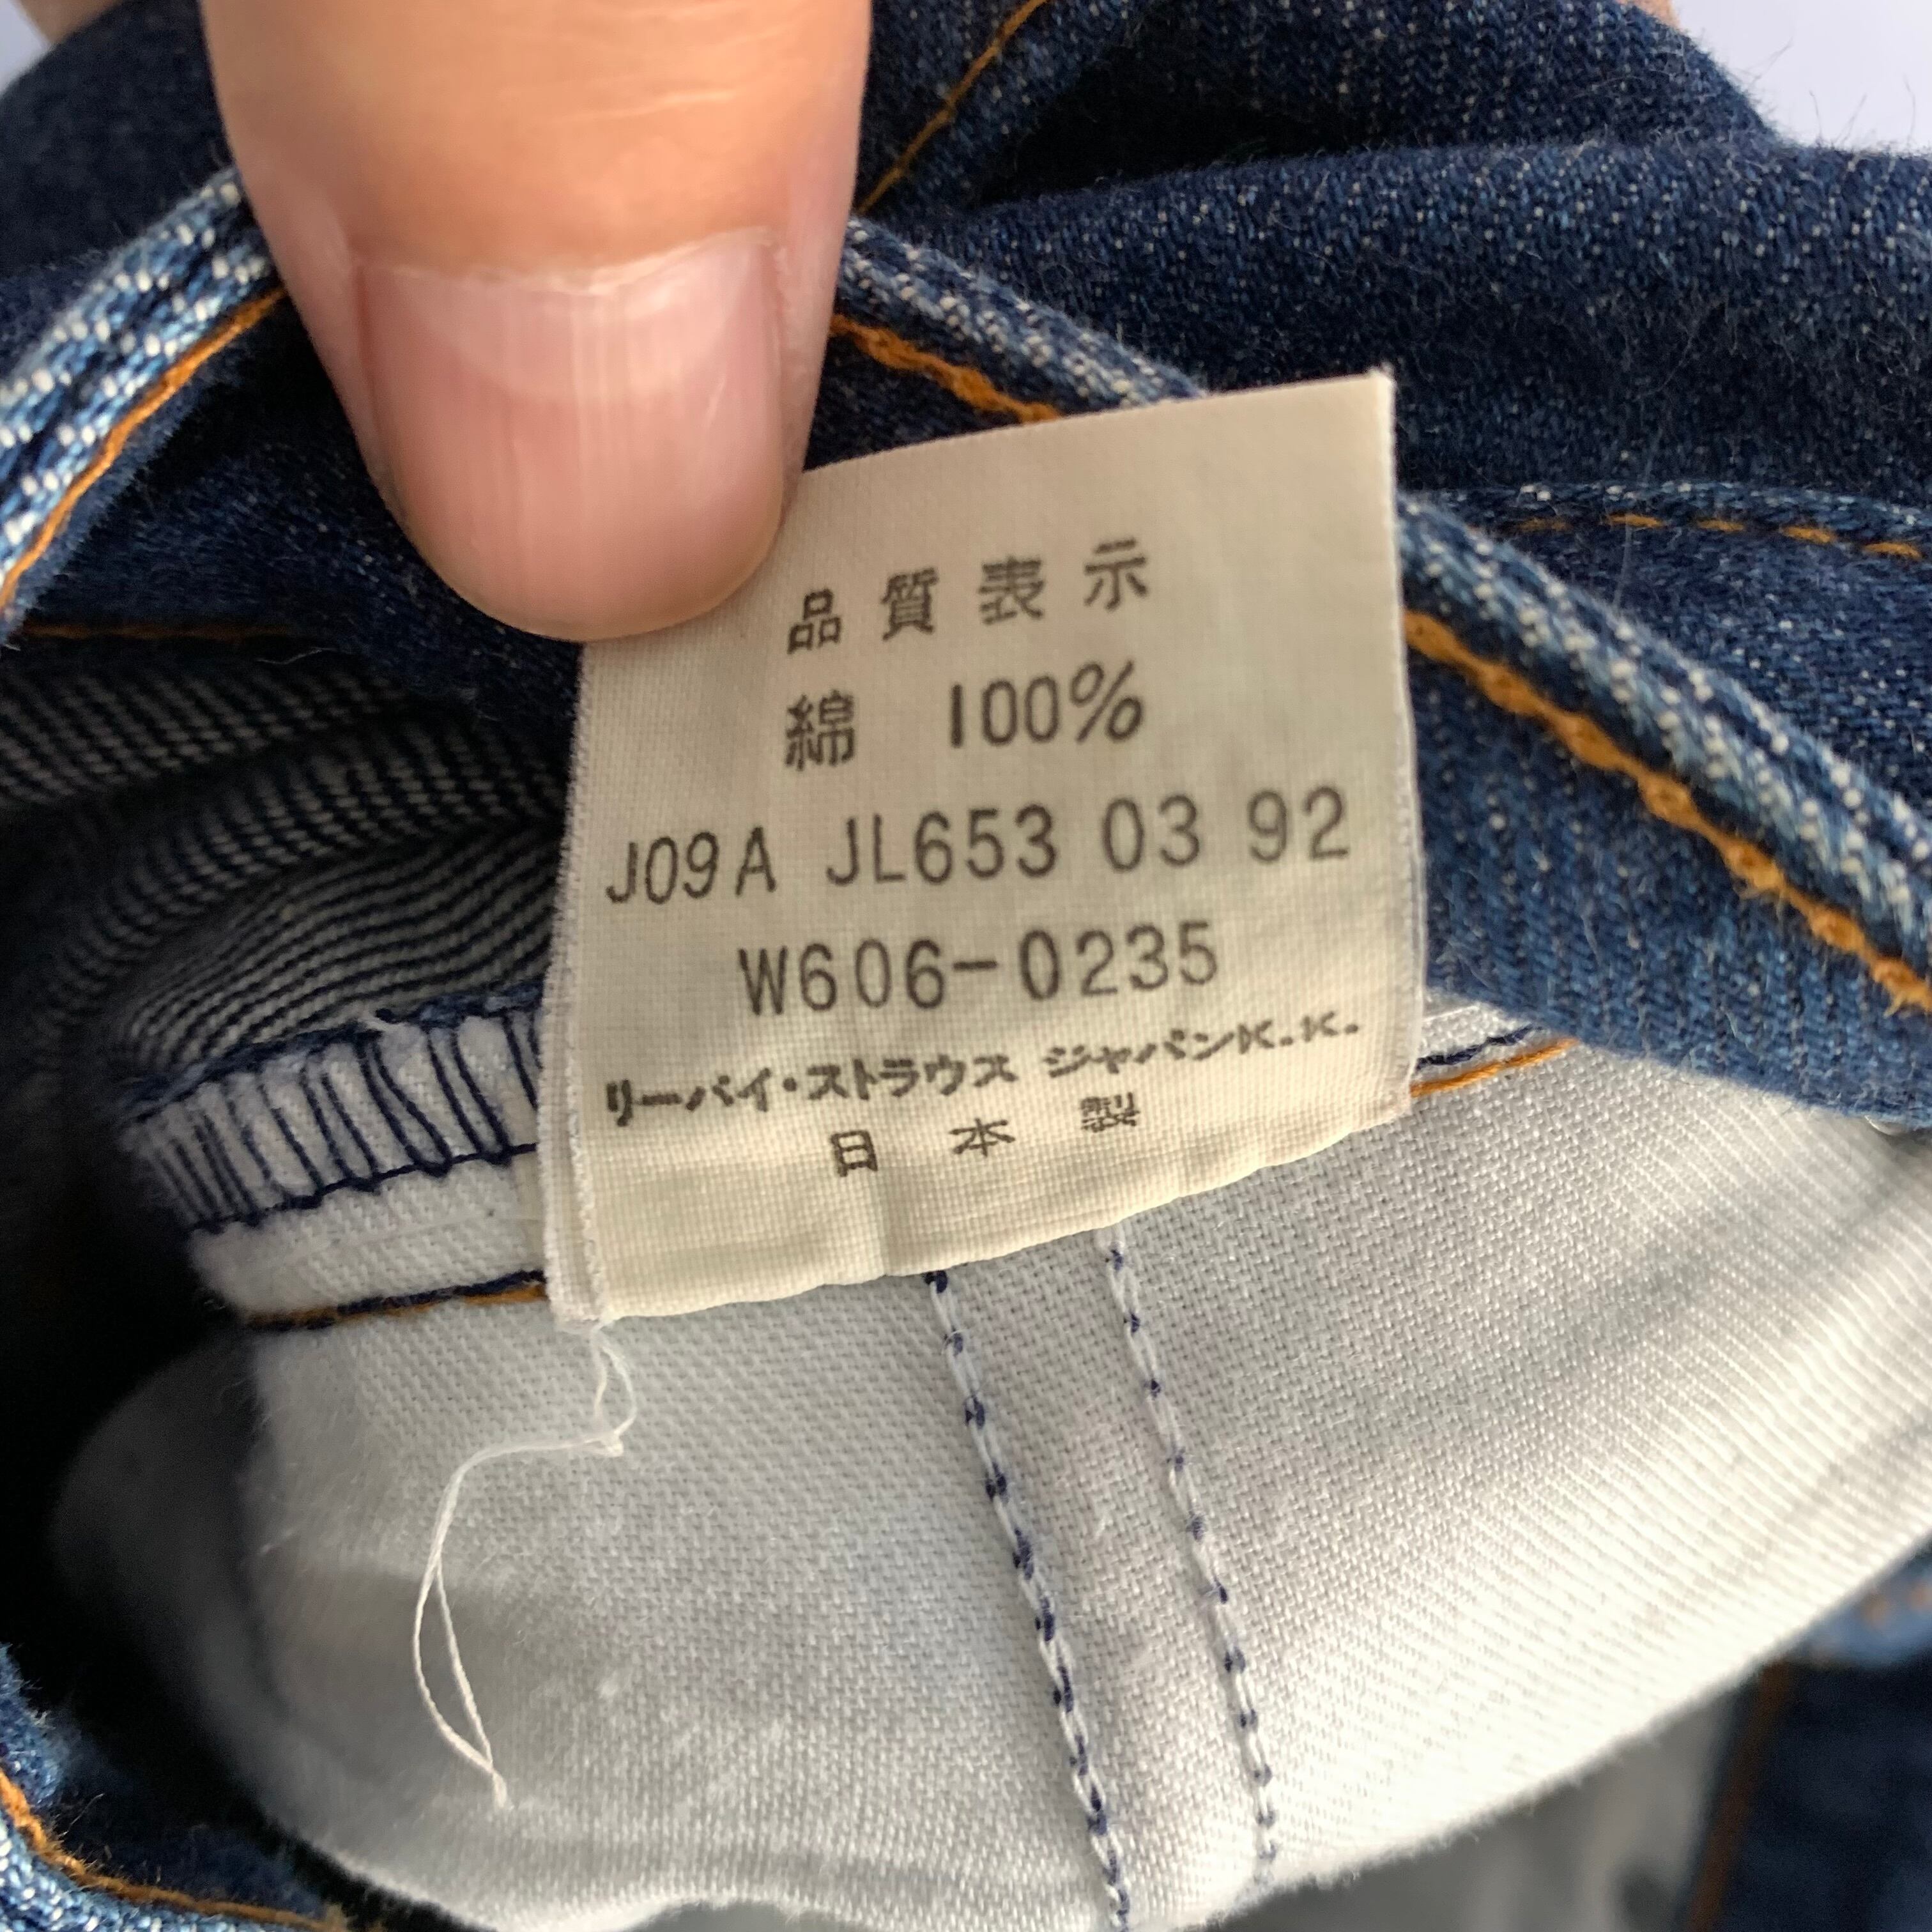 品質表示
綿 100%
J09A JL653 03 92
W606-0235
リーバイ・ストラウス ジャパンK.K.
日本製